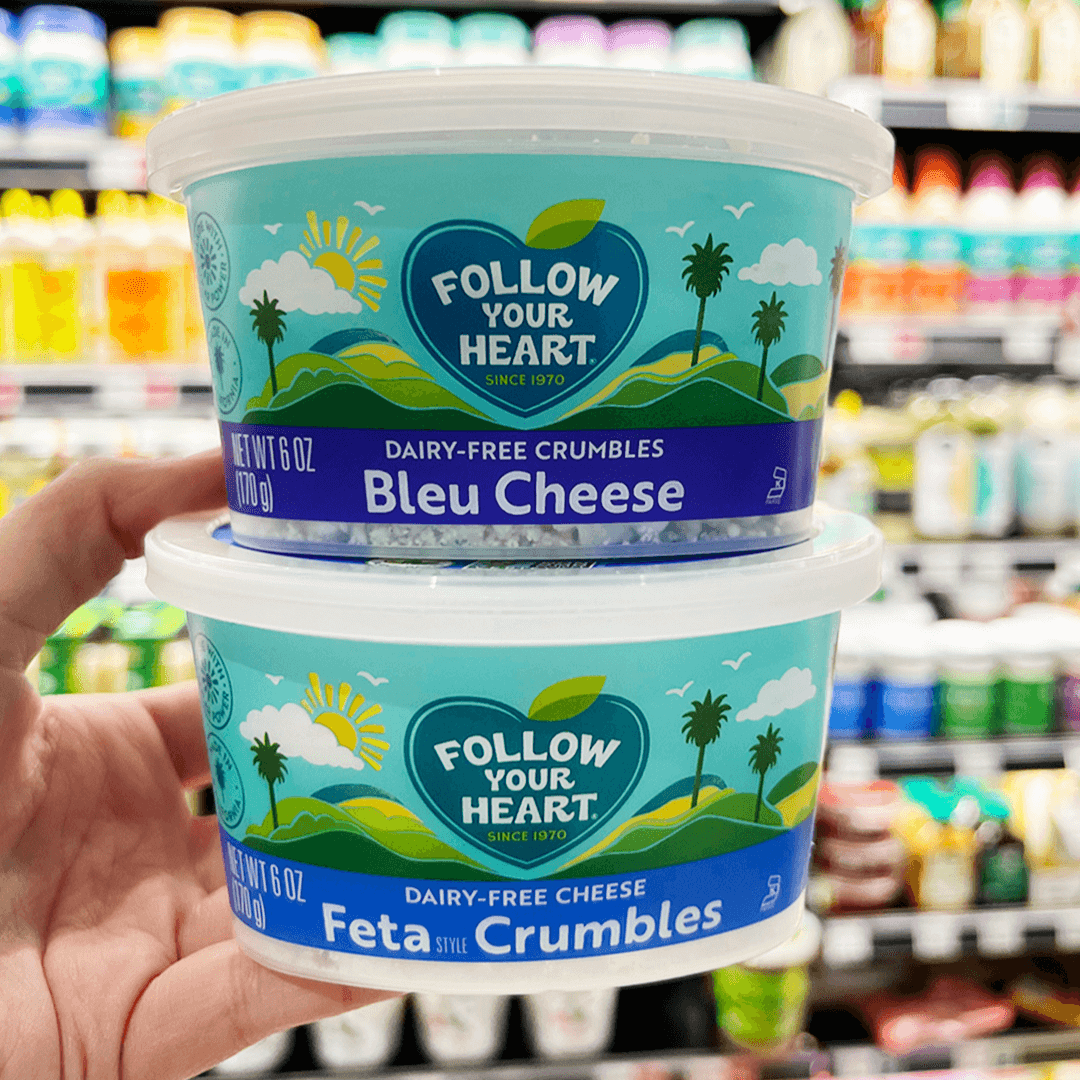 FOLLOW
YOUR
HEART
SINCE 1970
NET WT 6 OZ
(170 g)
DAIRY-FREE CRUMBLES
Bleu Cheese
FOLLOW
YOUR
HEART
SINCE 1970
NET WT 6 OZ
(170 g)
DAIRY-FREE CHEESE
Feta STYLE Crumbles